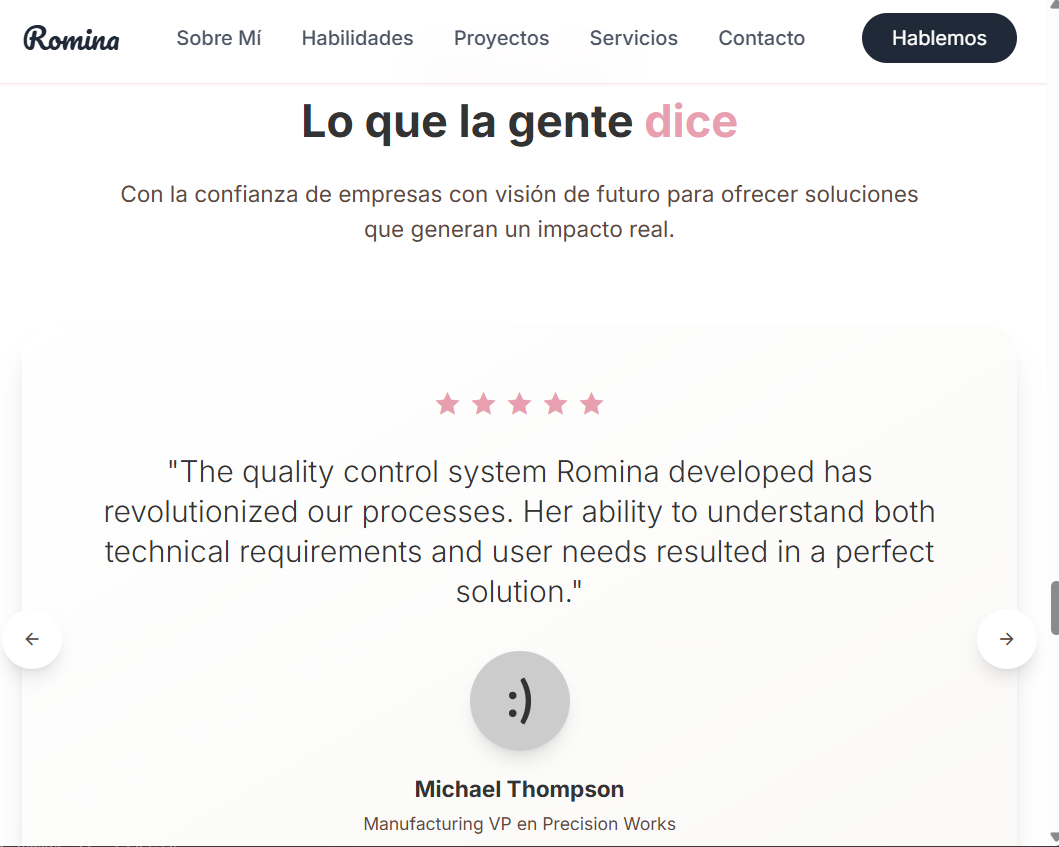 Romina
Sobre Mí
Habilidades
Proyectos
Servicios
Contacto
Hablemos
Lo que la gente dice
Con la confianza de empresas con visión de futuro para ofrecer soluciones
que generan un impacto real.
"The quality control system Romina developed has
revolutionized our processes. Her ability to understand both
technical requirements and user needs resulted in a perfect
solution."
:)
Michael Thompson
Manufacturing VP en Precision Works